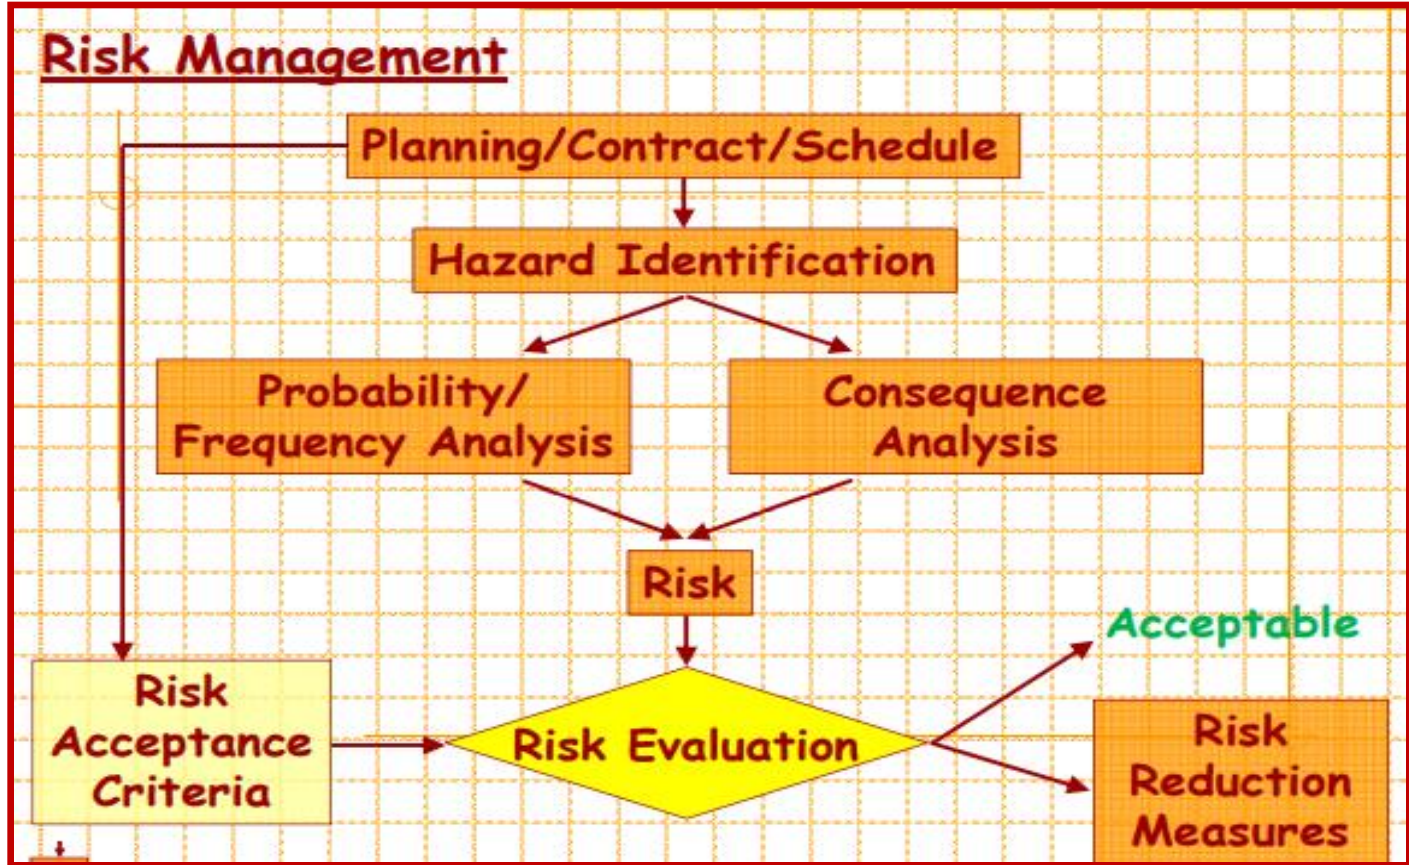 Risk Management
Planning/Contract/Schedule
Hazard Identification
Probability/
Frequency Analysis
Consequence
Analysis
Risk
Acceptable
Risk
Acceptance
Criteria
Risk Evaluation
Risk
Reduction
Measures